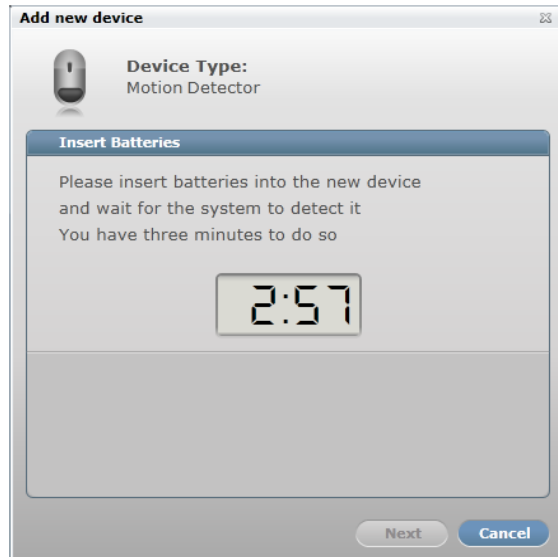 Add new device
Device Type:
Motion Detector
Insert Batteries
Please insert batteries into the new device
and wait for the system to detect it
You have three minutes to do so
2:57
Next
Cancel